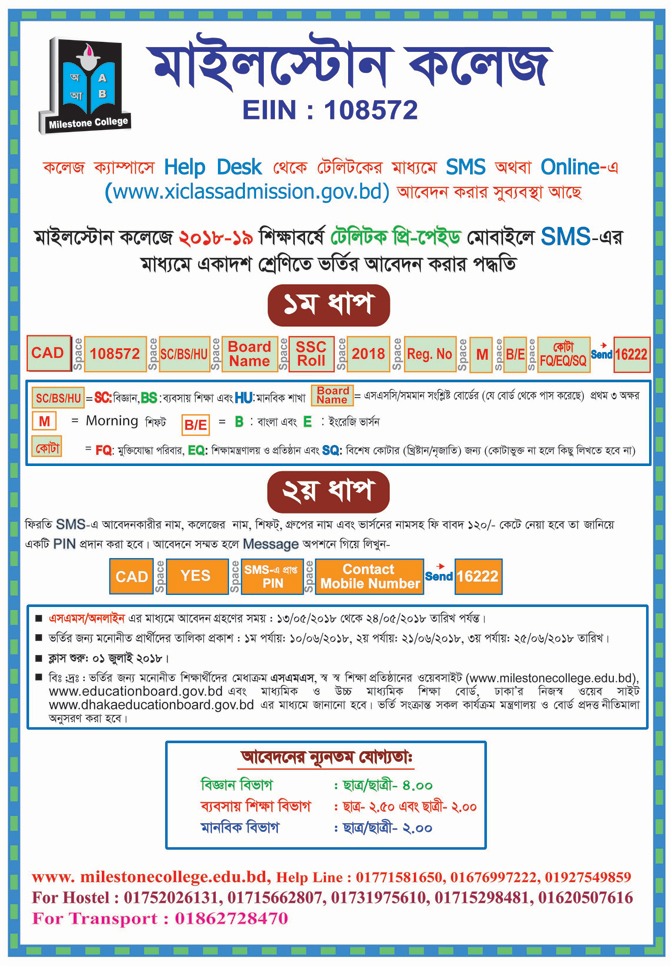 অ A
আ B
Milestone College
মাইলস্টোন কলেজ
EIIN : 108572
কলেজ ক্যাম্পাসে Help Desk থেকে টেলিটকের মাধ্যমে SMS অথবা Online-এ
(www.xiclassadmission.gov.bd) আবেদন করার সুব্যবস্থা আছে
মাইলস্টোন কলেজে ২০১৮-১৯ শিক্ষাবর্ষে টেলিটক প্রি-পেইড মোবাইলে SMS-এর
মাধ্যমে একাদশ শ্রেণিতে ভর্তির আবেদন করার পদ্ধতি
১ম ধাপ
CAD Space 108572 Space SC/BS/HU Space Board Name Space SSC Roll Space 2018 Space Reg. No Space M Space B/E Space কোটা FQ/EQ/SQ Send 16222
SC/BS/HU = SC: বিজ্ঞান, BS : ব্যবসায় শিক্ষা এবং HU: মানবিক শাখা Board Name = এসএসসি/সমমান সংশ্লিষ্ট বোর্ডের (যে বোর্ড থেকে পাস করেছে) প্রথম ৩ অক্ষর
M = Morning শিফট B/E = B : বাংলা এবং E : ইংরেজি ভার্সন
কোটা = FQ: মুক্তিযোদ্ধা পরিবার, EQ: শিক্ষামন্ত্রণালয় ও প্রতিষ্ঠান এবং SQ: বিশেষ কোটার (খ্রিষ্টান/নৃজাতি) জন্য (কোটাভুক্ত না হলে কিছু লিখতে হবে না)
২য় ধাপ
ফিরতি SMS-এ আবেদনকারীর নাম, কলেজের নাম, শিফট্, গ্রুপের নাম এবং ভার্সনের নামসহ ফি বাবদ ১২০/- কেটে নেয়া হবে তা জানিয়ে
একটি PIN প্রদান করা হবে। আবেদনে সম্মত হলে Message অপশনে গিয়ে লিখুন-
CAD Space YES Space SMS-এ প্রাপ্ত PIN Space Contact Mobile Number Send 16222
■ এসএমস/অনলাইন এর মাধ্যমে আবেদন গ্রহণের সময় : ১৩/০৫/২০১৮ থেকে ২৪/০৫/২০১৮ তারিখ পর্যন্ত।
■ ভর্তির জন্য মনোনীত প্রার্থীদের তালিকা প্রকাশ : ১ম পর্যায়: ১০/০৬/২০১৮, ২য় পর্যায়: ২১/০৬/২০১৮, ৩য় পর্যায়: ২৫/০৬/২০১৮ তারিখ।
■ ক্লাস শুরু: ০১ জুলাই ২০১৮।
■ বিঃ দ্রঃ : ভর্তির জন্য মনোনীত শিক্ষার্থীদের মেধাক্রম এসএমএস, স্ব স্ব শিক্ষা প্রতিষ্ঠানের ওয়েবসাইট (www.milestonecollege.edu.bd),
www.educationboard.gov.bd এবং মাধ্যমিক ও উচ্চ মাধ্যমিক শিক্ষা বোর্ড, ঢাকা'র নিজস্ব ওয়েব সাইট
www.dhakaeducationboard.gov.bd এর মাধ্যমে জানানো হবে। ভর্তি সংক্রান্ত সকল কার্যক্রম মন্ত্রণালয় ও বোর্ড প্রদত্ত নীতিমালা
অনুসরণ করা হবে।
আবেদনের ন্যূনতম যোগ্যতা:
বিজ্ঞান বিভাগ : ছাত্র/ছাত্রী- ৪.০০
ব্যবসায় শিক্ষা বিভাগ : ছাত্র- ২.৫০ এবং ছাত্রী- ২.০০
মানবিক বিভাগ : ছাত্র/ছাত্রী- ২.০০
www. milestonecollege.edu.bd, Help Line : 01771581650, 01676997222, 01927549859
For Hostel : 01752026131, 01715662807, 01731975610, 01715298481, 01620507616
For Transport : 01862728470